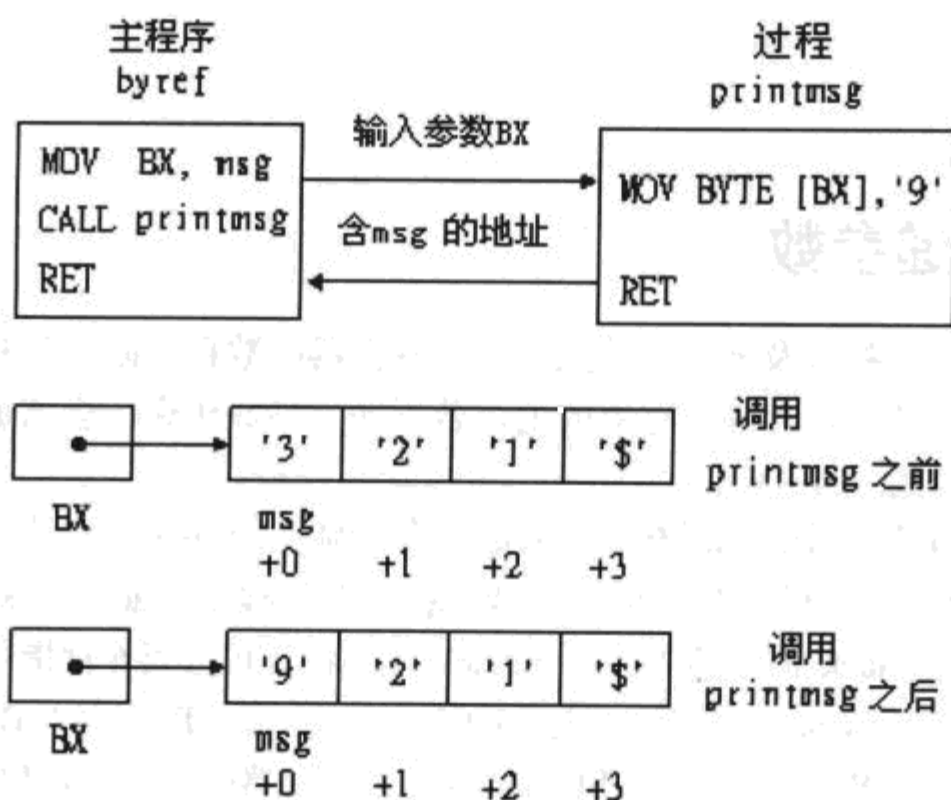 主程序
byref
过程
printmsg
输入参数BX
MOV BX, msg
CALL printmsg
RET
含msg 的地址
MOV BYTE [BX],'9'
RET
'3' '2' '1' '$'
调用
printmsg 之前
BX
msg
+0 +1 +2 +3
'9' '2' '1' '$'
调用
printmsg 之后
BX
msg
+0 +1 +2 +3